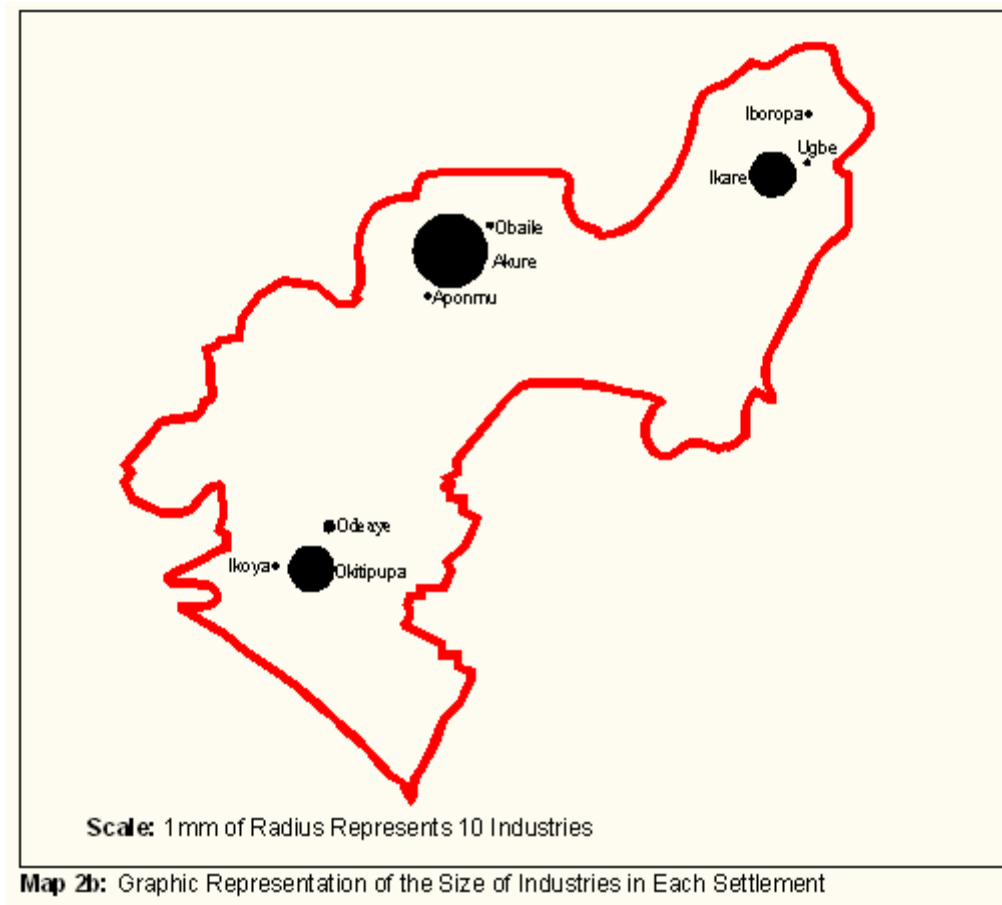 Iboropa
Ugbe
Ikare
Obaile
Akure
Aponmu
Odeaye
Ikoya
Okitipupa
Scale: 1mm of Radius Represents 10 Industries
Map 2b: Graphic Representation of the Size of Industries in Each Settlement